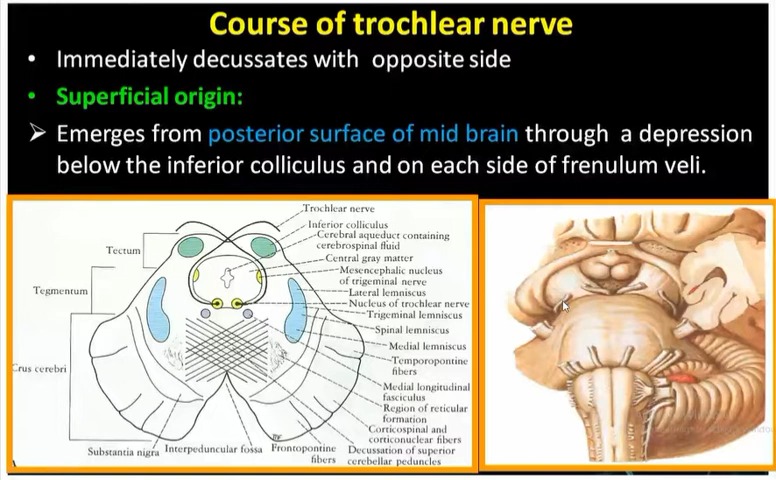 Course of trochlear nerve
• Immediately decussates with opposite side
• Superficial origin:
➢ Emerges from posterior surface of mid brain through a depression
below the inferior colliculus and on each side of frenulum veli.
Trochlear nerve
Inferior colliculus
Cerebral aqueduct containing
cerebrospinal fluid
Central gray matter
Mesencephalic nucleus
of trigeminal nerve
Lateral lemniscus
Nucleus of trochlear nerve
Trigeminal lemniscus
Spinal lemniscus
Medial lemniscus
Temporopontine
fibers
Medial longitudinal
fasciculus
Region of reticular
formation
Corticospinal and
corticonuclear fibers
Decussation of superior
cerebellar peduncles
Frontopontine
fibers
Interpeduncular fossa
Substantia nigra
Tectum
Tegmentum
Crus cerebri